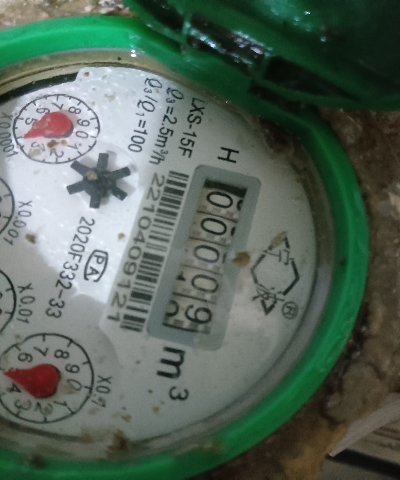 LXS-15F
Q₃=2.5m³/h
Q₃/Q₁=100
H
00009
m³
2210409121
PA
2020F332-33
X0.0001
X0.001
X0.01
X0.1